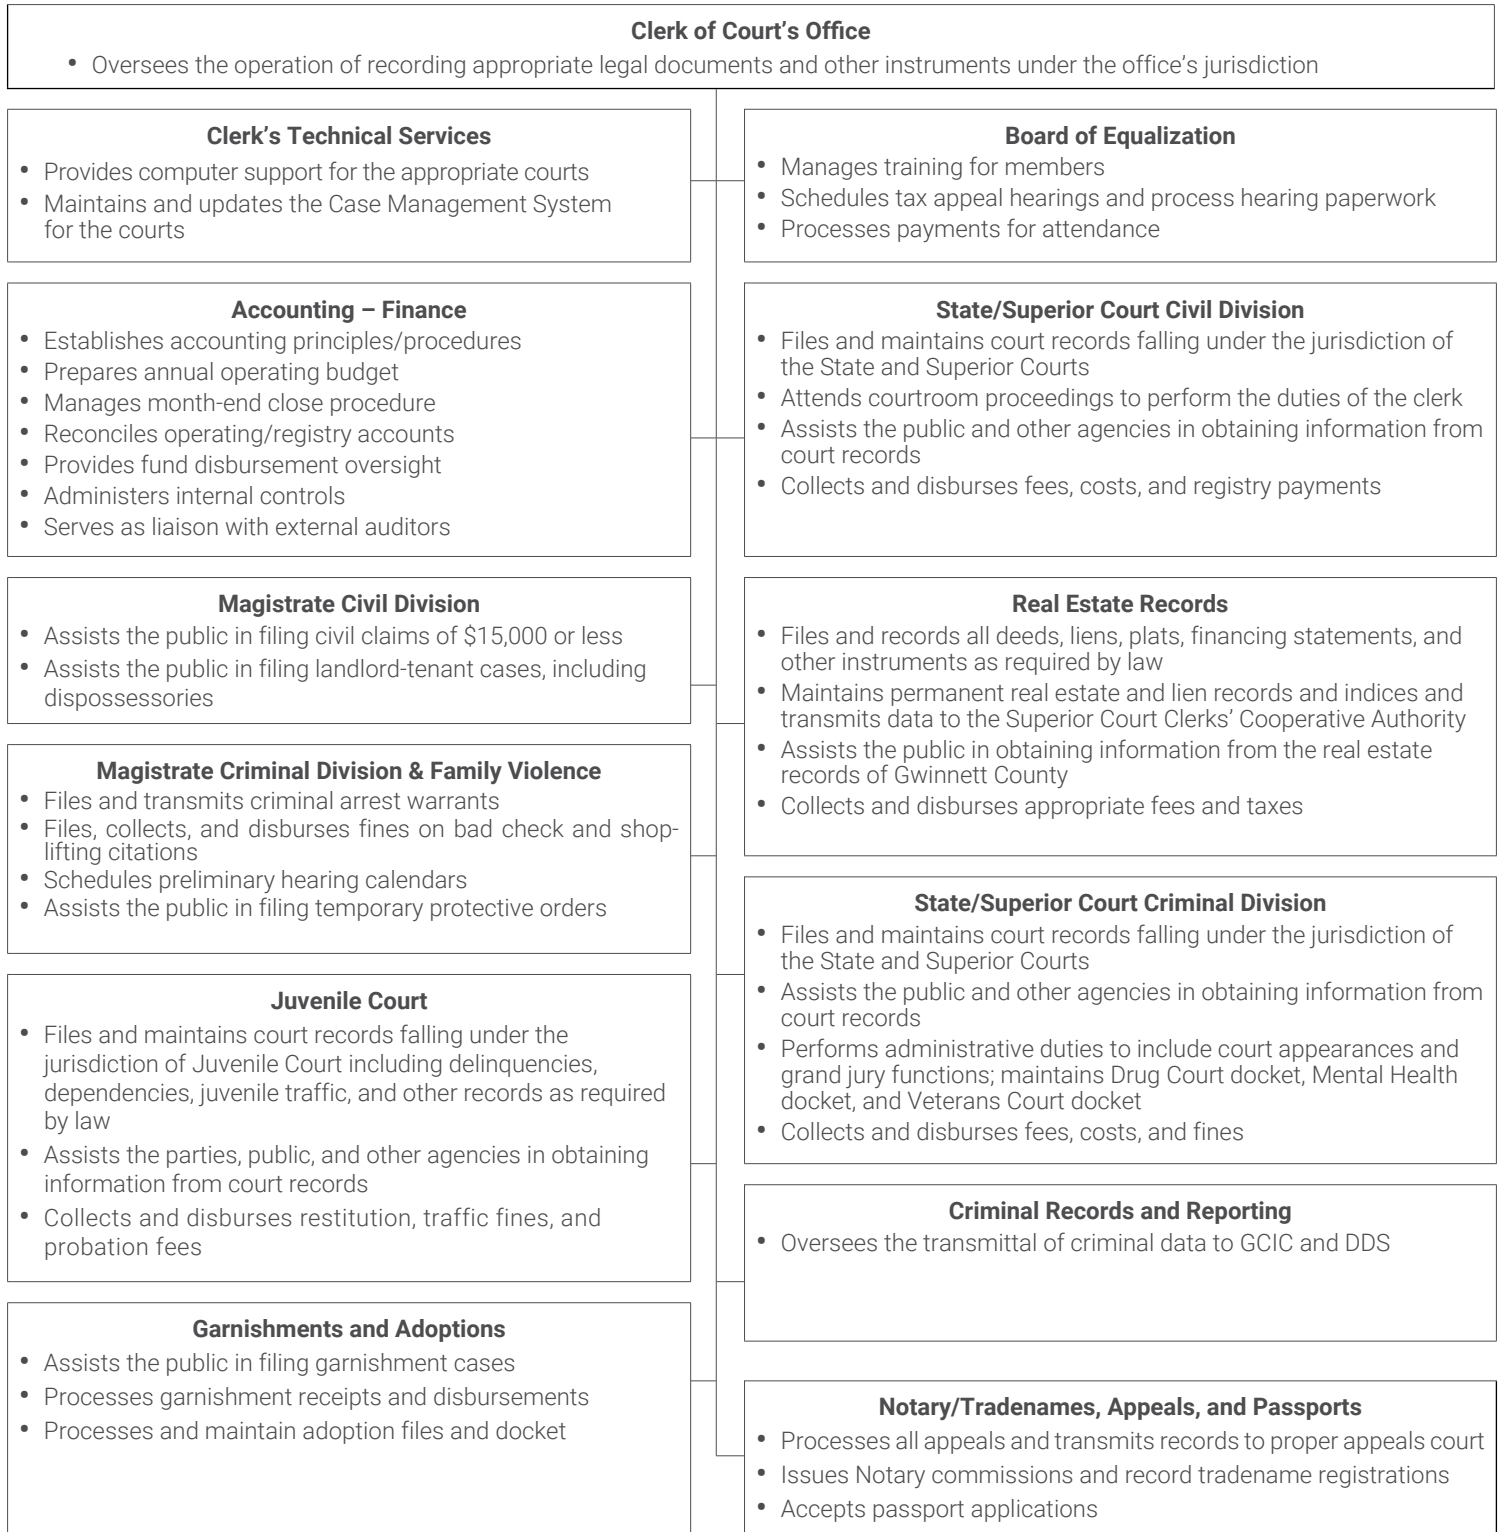 Clerk of Court’s Office
• Oversees the operation of recording appropriate legal documents and other instruments under the office’s jurisdiction
Clerk’s Technical Services
• Provides computer support for the appropriate courts
• Maintains and updates the Case Management System
for the courts
Accounting – Finance
• Establishes accounting principles/procedures
• Prepares annual operating budget
• Manages month-end close procedure
• Reconciles operating/registry accounts
• Provides fund disbursement oversight
• Administers internal controls
• Serves as liaison with external auditors
Magistrate Civil Division
• Assists the public in filing civil claims of $15,000 or less
• Assists the public in filing landlord-tenant cases, including
dispossessories
Magistrate Criminal Division & Family Violence
• Files and transmits criminal arrest warrants
• Files, collects, and disburses fines on bad check and shop-
lifting citations
• Schedules preliminary hearing calendars
• Assists the public in filing temporary protective orders
Juvenile Court
• Files and maintains court records falling under the
jurisdiction of Juvenile Court including delinquencies,
dependencies, juvenile traffic, and other records as required
by law
• Assists the parties, public, and other agencies in obtaining
information from court records
• Collects and disburses restitution, traffic fines, and
probation fees
Garnishments and Adoptions
• Assists the public in filing garnishment cases
• Processes garnishment receipts and disbursements
• Processes and maintain adoption files and docket
Board of Equalization
• Manages training for members
• Schedules tax appeal hearings and process hearing paperwork
• Processes payments for attendance
State/Superior Court Civil Division
• Files and maintains court records falling under the jurisdiction of
the State and Superior Courts
• Attends courtroom proceedings to perform the duties of the clerk
• Assists the public and other agencies in obtaining information from
court records
• Collects and disburses fees, costs, and registry payments
Real Estate Records
• Files and records all deeds, liens, plats, financing statements, and
other instruments as required by law
• Maintains permanent real estate and lien records and indices and
transmits data to the Superior Court Clerks’ Cooperative Authority
• Assists the public in obtaining information from the real estate
records of Gwinnett County
• Collects and disburses appropriate fees and taxes
State/Superior Court Criminal Division
• Files and maintains court records falling under the jurisdiction of
the State and Superior Courts
• Assists the public and other agencies in obtaining information from
court records
• Performs administrative duties to include court appearances and
grand jury functions; maintains Drug Court docket, Mental Health
docket, and Veterans Court docket
• Collects and disburses fees, costs, and fines
Criminal Records and Reporting
• Oversees the transmittal of criminal data to GCIC and DDS
Notary/Tradenames, Appeals, and Passports
• Processes all appeals and transmits records to proper appeals court
• Issues Notary commissions and record tradename registrations
• Accepts passport applications